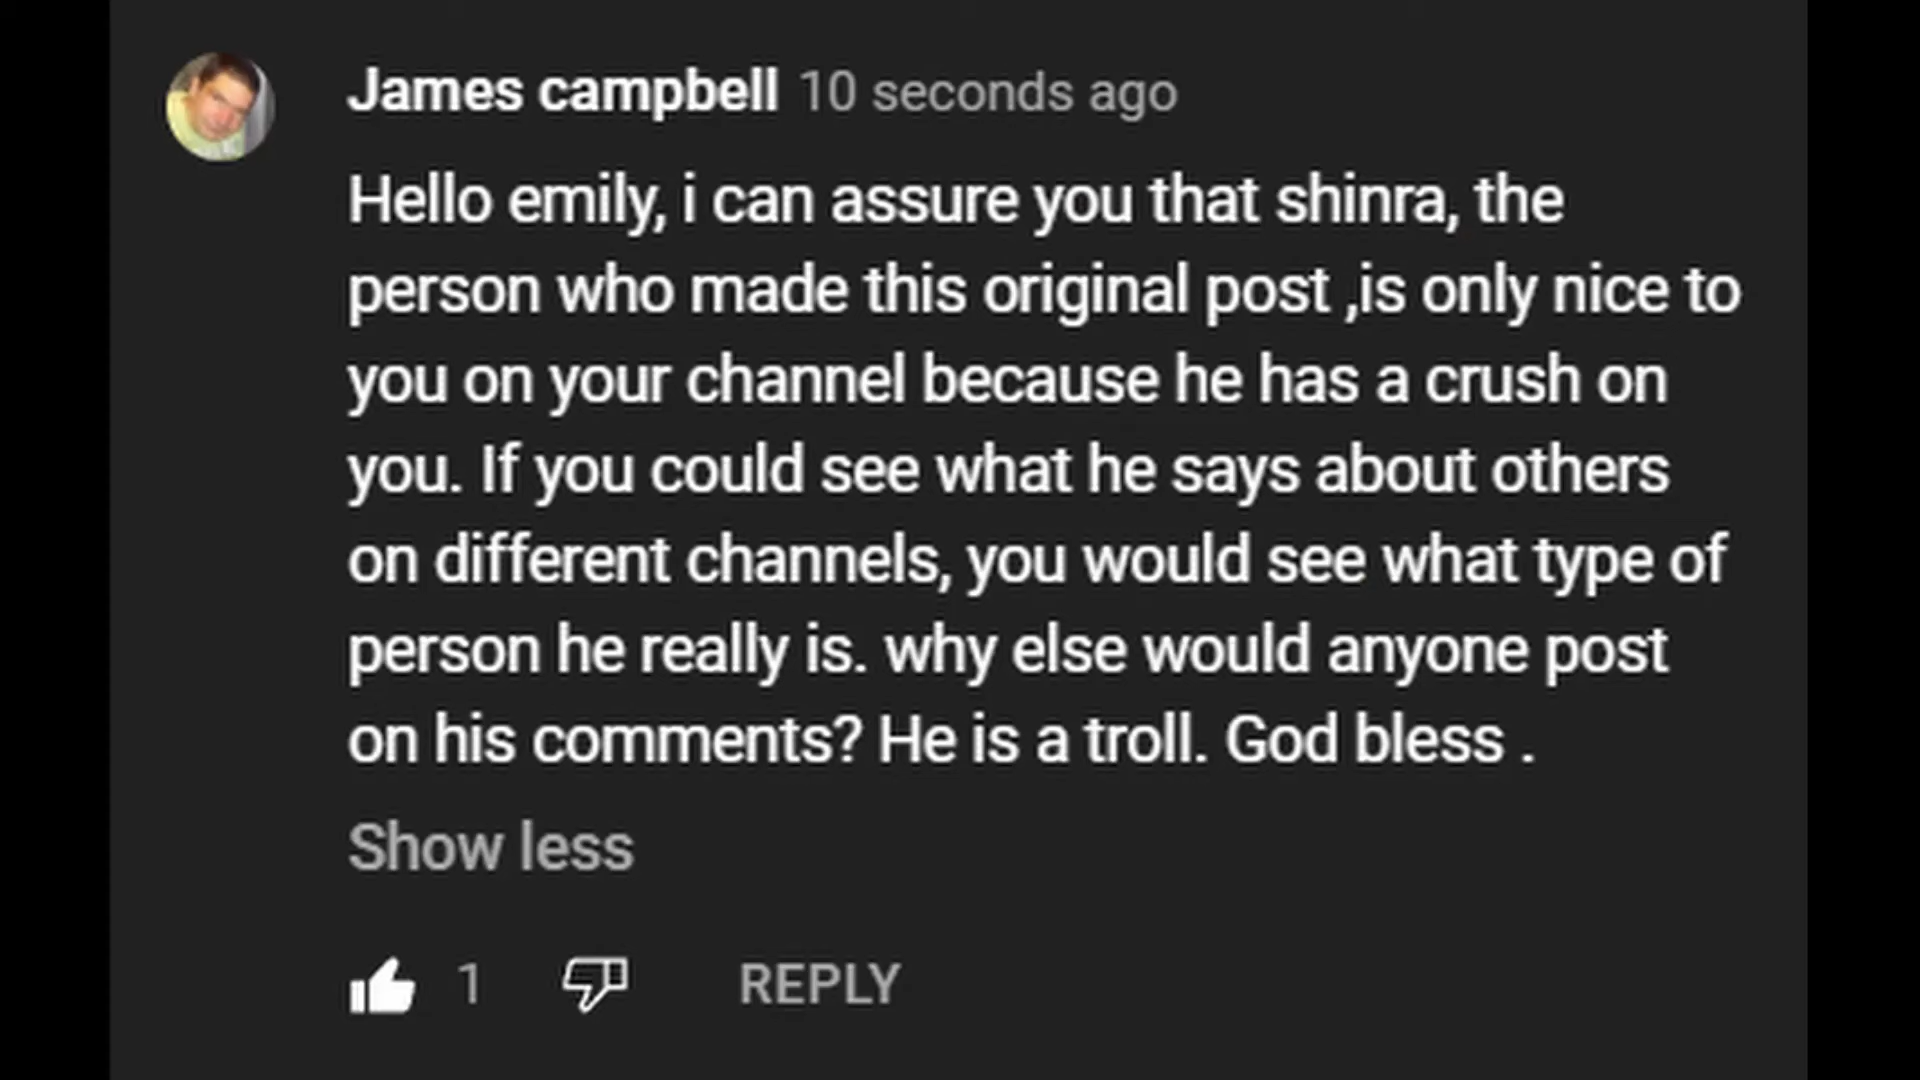 James campbell 10 seconds ago
Hello emily, i can assure you that shinra, the
person who made this original post ,is only nice to
you on your channel because he has a crush on
you. If you could see what he says about others
on different channels, you would see what type of
person he really is. why else would anyone post
on his comments? He is a troll. God bless .
Show less
1 REPLY